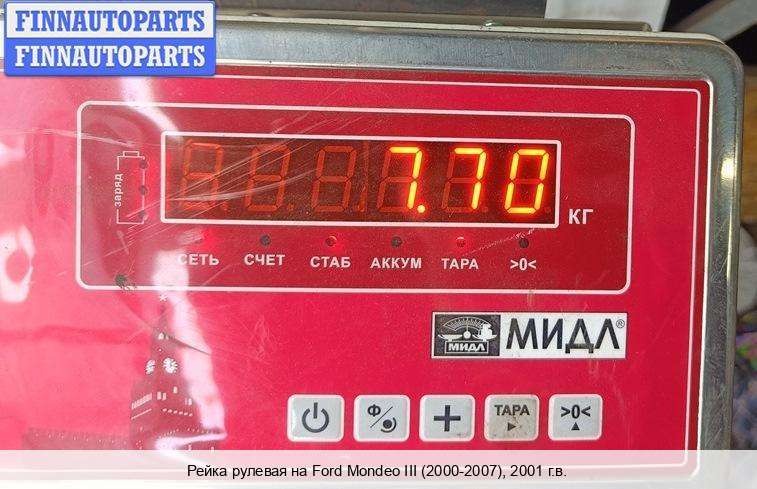 FINNAUTOPARTS
FINNAUTOPARTS
заряд
7.70
КГ
СЕТЬ СЧЕТ СТАБ АККУМ ТАРА >0<
МИДЛ МИДЛ®
Ф/ + ТАРА >0<
Рейка рулевая на Ford Mondeo III (2000-2007), 2001 г.в.